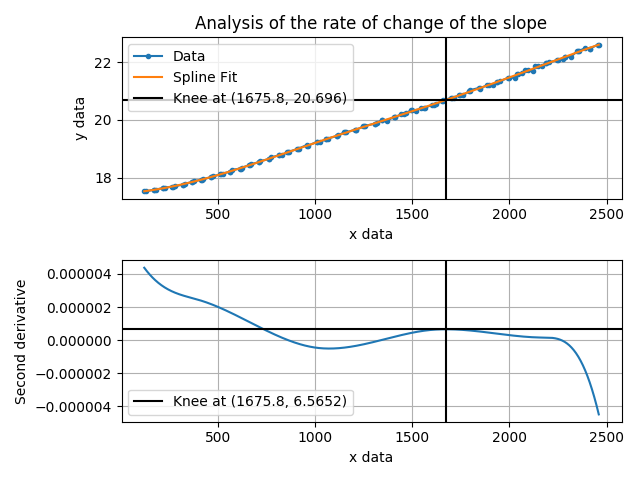 Analysis of the rate of change of the slope
Data
Spline Fit
Knee at (1675.8, 20.696)
y data
22
20
18
500 1000 1500 2000 2500
x data
Second derivative
0.000004
0.000002
0.000000
−0.000002
−0.000004
Knee at (1675.8, 6.5652)
500 1000 1500 2000 2500
x data